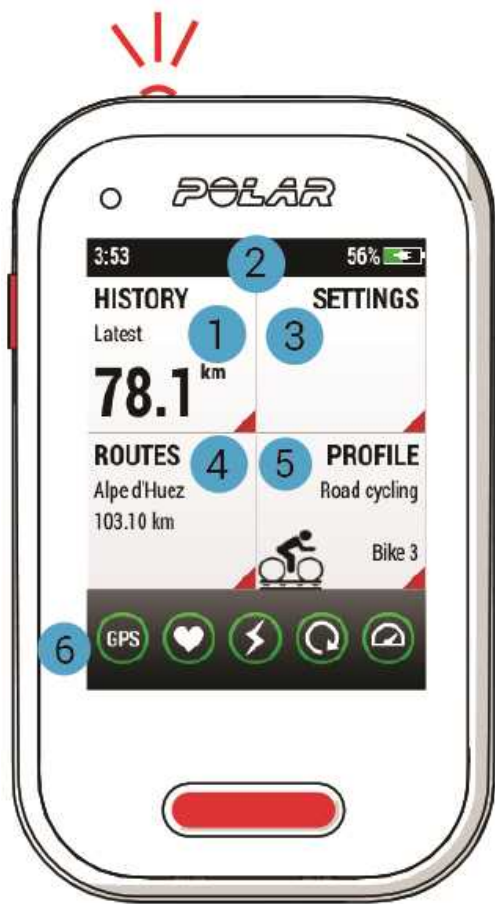 POLAR
3:53 2 56%
HISTORY 1
Latest
78.1 km
3 SETTINGS
ROUTES 4
Alpe d'Huez
103.10 km
5 PROFILE
Road cycling
Bike 3
6 GPS